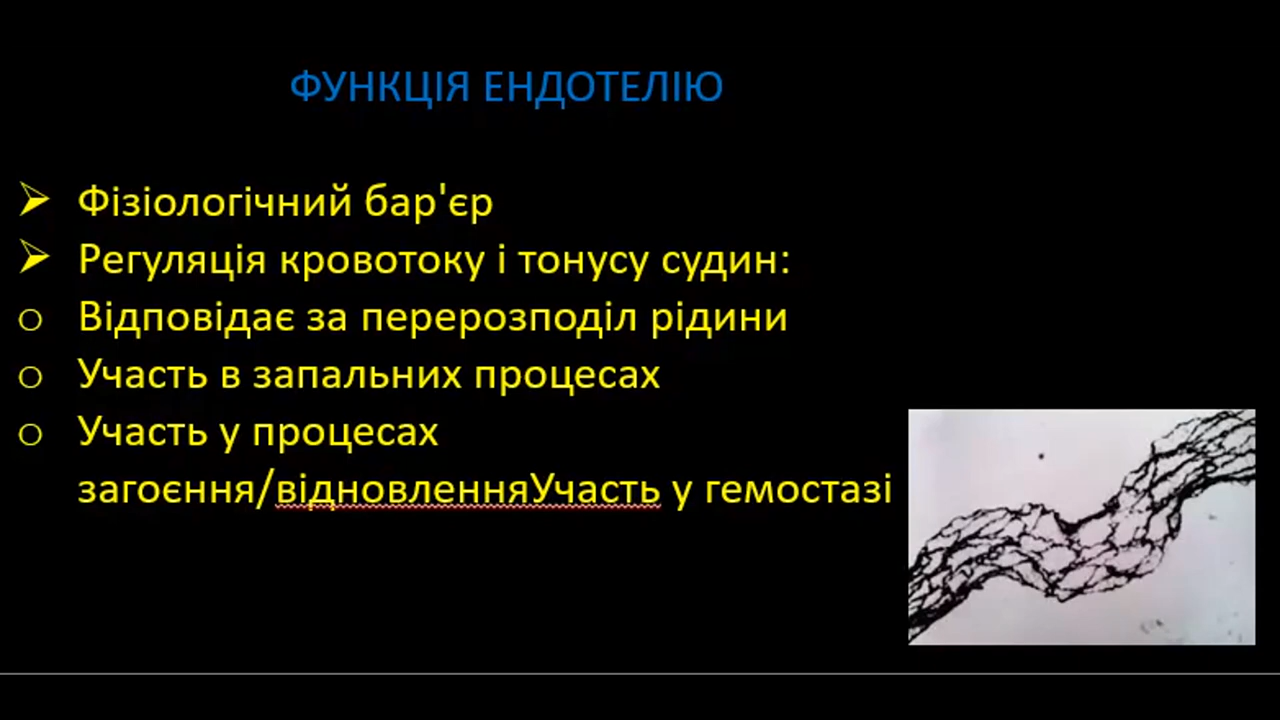 ФУНКЦІЯ ЕНДОТЕЛІЮ
➢ Фізіологічний бар'єр
➢ Регуляція кровотоку і тонусу судин:
o Відповідає за перерозподіл рідини
o Участь в запальних процесах
o Участь у процесах
загоєння/відновленняУчасть у гемостазі